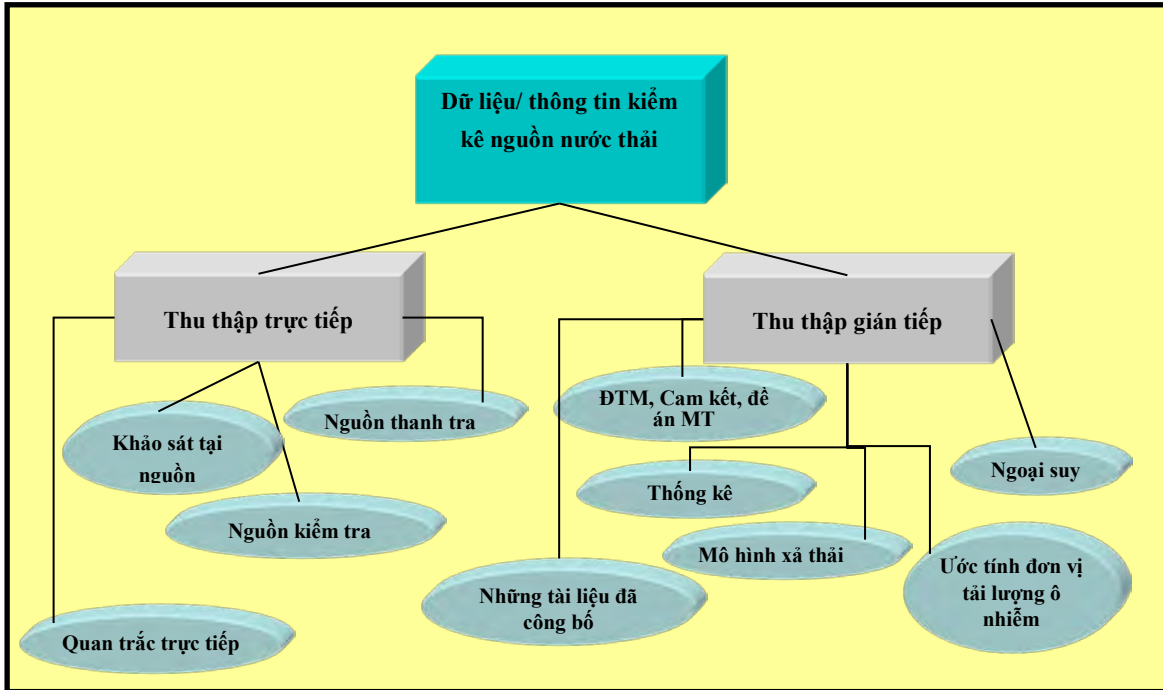 Dữ liệu/ thông tin kiểm
kê nguồn nước thải
Thu thập trực tiếp
Thu thập gián tiếp
Nguồn thanh tra
Khảo sát tại
nguồn
Nguồn kiểm tra
Quan trắc trực tiếp
ĐTM, Cam kết, đề
án MT
Thống kê
Ngoại suy
Mô hình xả thải
Những tài liệu đã
công bố
Ước tính đơn vị
tải lượng ô
nhiễm